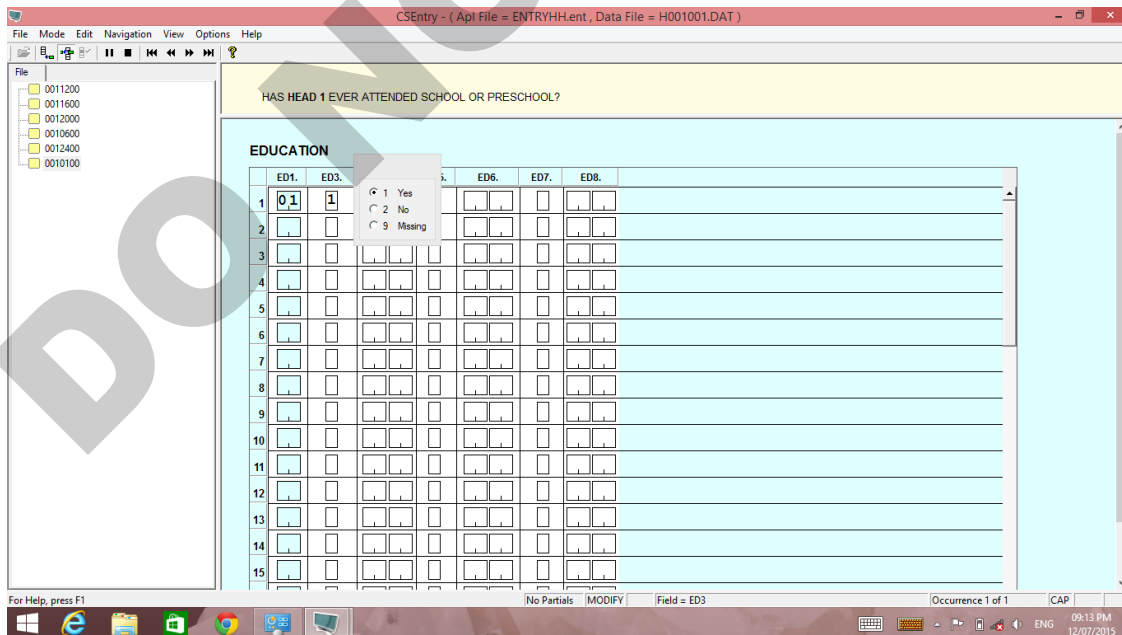 CSEntry - ( Apl File = ENTRYHH.ent , Data File = H001001.DAT )
File Mode Edit Navigation View Options Help
File
0011200
0011600
0012000
0010600
0012400
0010100
HAS HEAD 1 EVER ATTENDED SCHOOL OR PRESCHOOL?
EDUCATION
ED1. ED3. 5. ED6. ED7. ED8.
1 Yes
2 No
9 Missing
1 01 1
2
3
4
5
6
7
8
9
10
11
12
13
14
15
For Help, press F1 No Partials MODIFY Field = ED3 Occurrence 1 of 1 CAP
ENG 09:13 PM
12/07/2015
DO NO